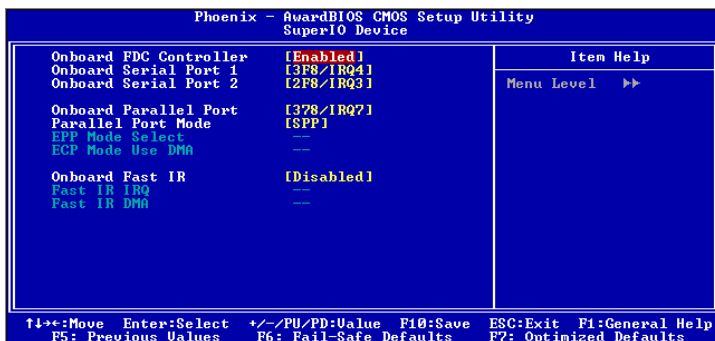 Phoenix - AwardBIOS CMOS Setup Utility
SuperIO Device
Onboard FDC Controller [Enabled]
Onboard Serial Port 1 [3F8/IRQ4]
Onboard Serial Port 2 [2F8/IRQ3]
Onboard Parallel Port [378/IRQ7]
Parallel Port Mode [SPP]
EPP Mode Select --
ECP Mode Use DMA --
Onboard Fast IR [Disabled]
Fast IR IRQ --
Fast IR DMA --
Item Help
Menu Level ▶▶
↑↓→←:Move Enter:Select +/-/PU/PD:Value F10:Save ESC:Exit F1:General Help
F5: Previous Values F6: Fail-Safe Defaults F7: Optimized Defaults